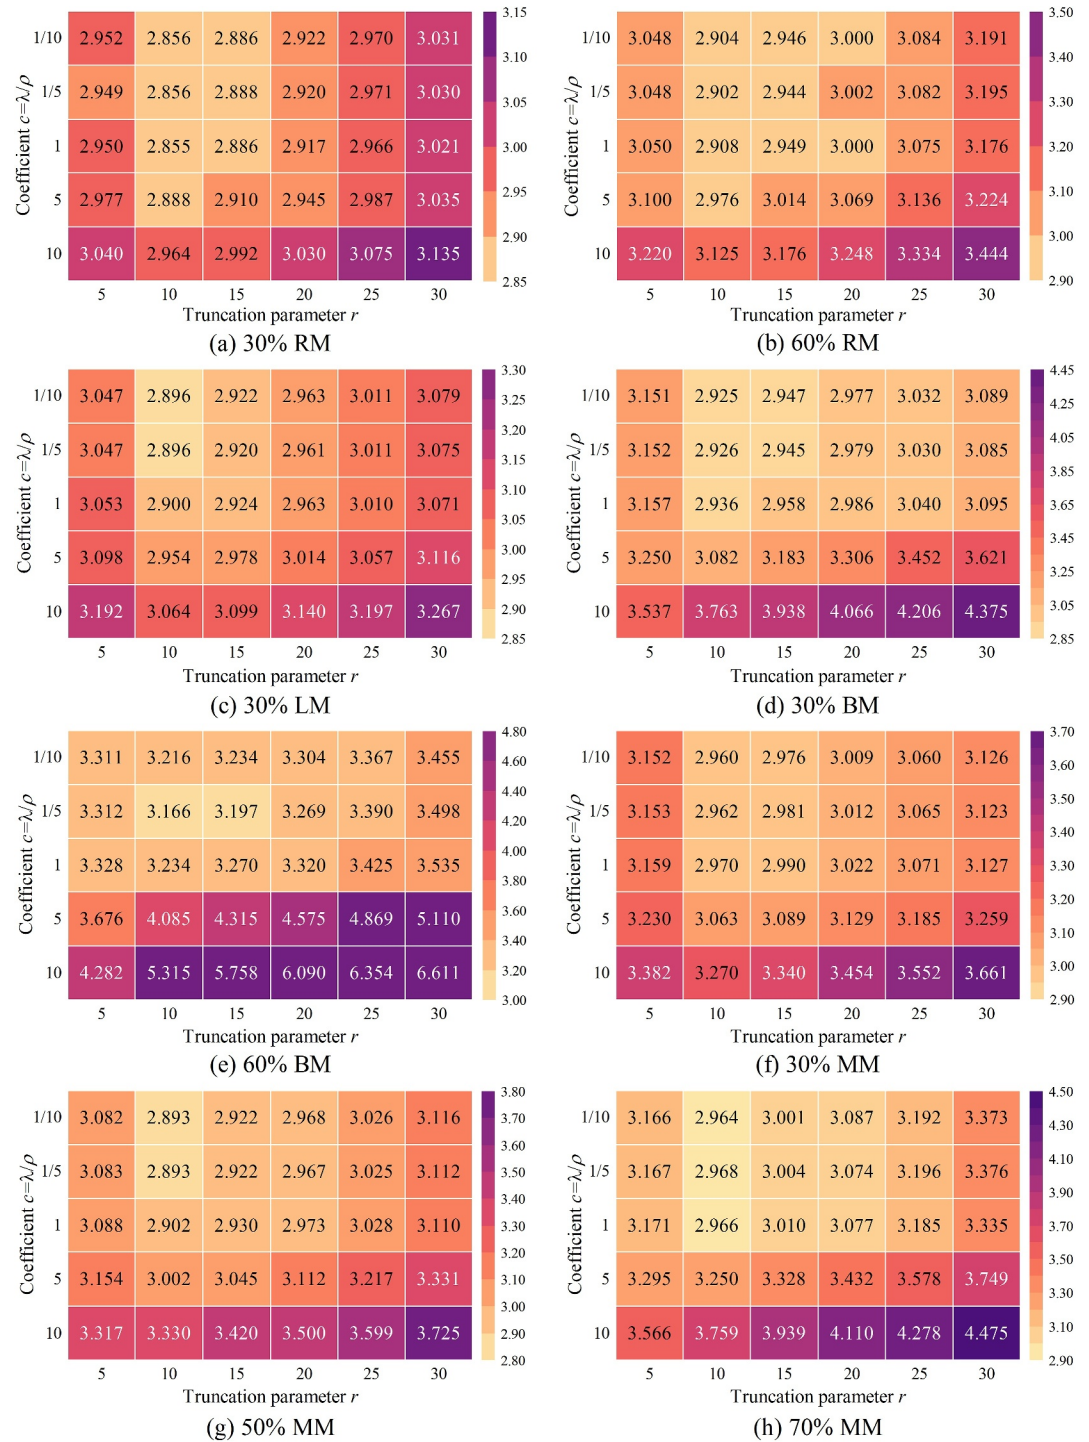 1/10 2.952 2.856 2.886 2.922 2.970 3.031
1/5 2.949 2.856 2.888 2.920 2.971 3.030
1 2.950 2.855 2.886 2.917 2.966 3.021
5 2.977 2.888 2.910 2.945 2.987 3.035
10 3.040 2.964 2.992 3.030 3.075 3.135
5 10 15 20 25 30
Coefficient c=λ/ρ
Truncation parameter r
3.15
3.10
3.05
3.00
2.95
2.90
2.85
(a) 30% RM
1/10 3.048 2.904 2.946 3.000 3.084 3.191
1/5 3.048 2.902 2.944 3.002 3.082 3.195
1 3.050 2.908 2.949 3.000 3.075 3.176
5 3.100 2.976 3.014 3.069 3.136 3.224
10 3.220 3.125 3.176 3.248 3.334 3.444
5 10 15 20 25 30
Coefficient c=λ/ρ
Truncation parameter r
3.50
3.40
3.30
3.20
3.10
3.00
2.90
(b) 60% RM
1/10 3.047 2.896 2.922 2.963 3.011 3.079
1/5 3.047 2.896 2.920 2.961 3.011 3.075
1 3.053 2.900 2.924 2.963 3.010 3.071
5 3.098 2.954 2.978 3.014 3.057 3.116
10 3.192 3.064 3.099 3.140 3.197 3.267
5 10 15 20 25 30
Coefficient c=λ/ρ
Truncation parameter r
3.30
3.25
3.20
3.15
3.10
3.05
3.00
2.95
2.90
2.85
(c) 30% LM
1/10 3.151 2.925 2.947 2.977 3.032 3.089
1/5 3.152 2.926 2.945 2.979 3.030 3.085
1 3.157 2.936 2.958 2.986 3.040 3.095
5 3.250 3.082 3.183 3.306 3.452 3.621
10 3.537 3.763 3.938 4.066 4.206 4.375
5 10 15 20 25 30
Coefficient c=λ/ρ
Truncation parameter r
4.45
4.25
4.05
3.85
3.65
3.45
3.25
3.05
2.85
(d) 30% BM
1/10 3.311 3.216 3.234 3.304 3.367 3.455
1/5 3.312 3.166 3.197 3.269 3.390 3.498
1 3.328 3.234 3.270 3.320 3.425 3.535
5 3.676 4.085 4.315 4.575 4.869 5.110
10 4.282 5.315 5.758 6.090 6.354 6.611
5 10 15 20 25 30
Coefficient c=λ/ρ
Truncation parameter r
4.80
4.60
4.40
4.20
4.00
3.80
3.60
3.40
3.20
3.00
(e) 60% BM
1/10 3.152 2.960 2.976 3.009 3.060 3.126
1/5 3.153 2.962 2.981 3.012 3.065 3.123
1 3.159 2.970 2.990 3.022 3.071 3.127
5 3.230 3.063 3.089 3.129 3.185 3.259
10 3.382 3.270 3.340 3.454 3.552 3.661
5 10 15 20 25 30
Coefficient c=λ/ρ
Truncation parameter r
3.70
3.60
3.50
3.40
3.30
3.20
3.10
3.00
2.90
(f) 30% MM
1/10 3.082 2.893 2.922 2.968 3.026 3.116
1/5 3.083 2.893 2.922 2.967 3.025 3.112
1 3.088 2.902 2.930 2.973 3.028 3.110
5 3.154 3.002 3.045 3.112 3.217 3.331
10 3.317 3.330 3.420 3.500 3.599 3.725
5 10 15 20 25 30
Coefficient c=λ/ρ
Truncation parameter r
3.80
3.70
3.60
3.50
3.40
3.30
3.20
3.10
3.00
2.90
2.80
(g) 50% MM
1/10 3.166 2.964 3.001 3.087 3.192 3.373
1/5 3.167 2.968 3.004 3.074 3.196 3.376
1 3.171 2.966 3.010 3.077 3.185 3.335
5 3.295 3.250 3.328 3.432 3.578 3.749
10 3.566 3.759 3.939 4.110 4.278 4.475
5 10 15 20 25 30
Coefficient c=λ/ρ
Truncation parameter r
4.50
4.30
4.10
3.90
3.70
3.50
3.30
3.10
2.90
(h) 70% MM